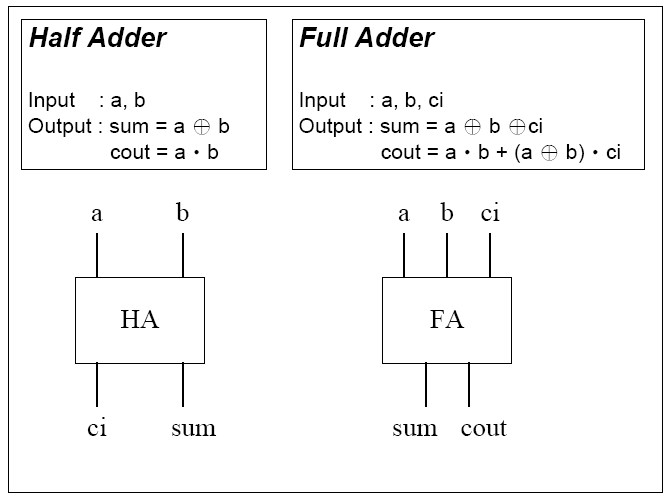 Half Adder
Input : a, b
Output : sum = a ⊕ b
cout = a・b
Full Adder
Input : a, b, ci
Output : sum = a ⊕ b ⊕ci
cout = a・b + (a ⊕ b)・ci
a b
HA
ci sum
a b ci
FA
sum cout